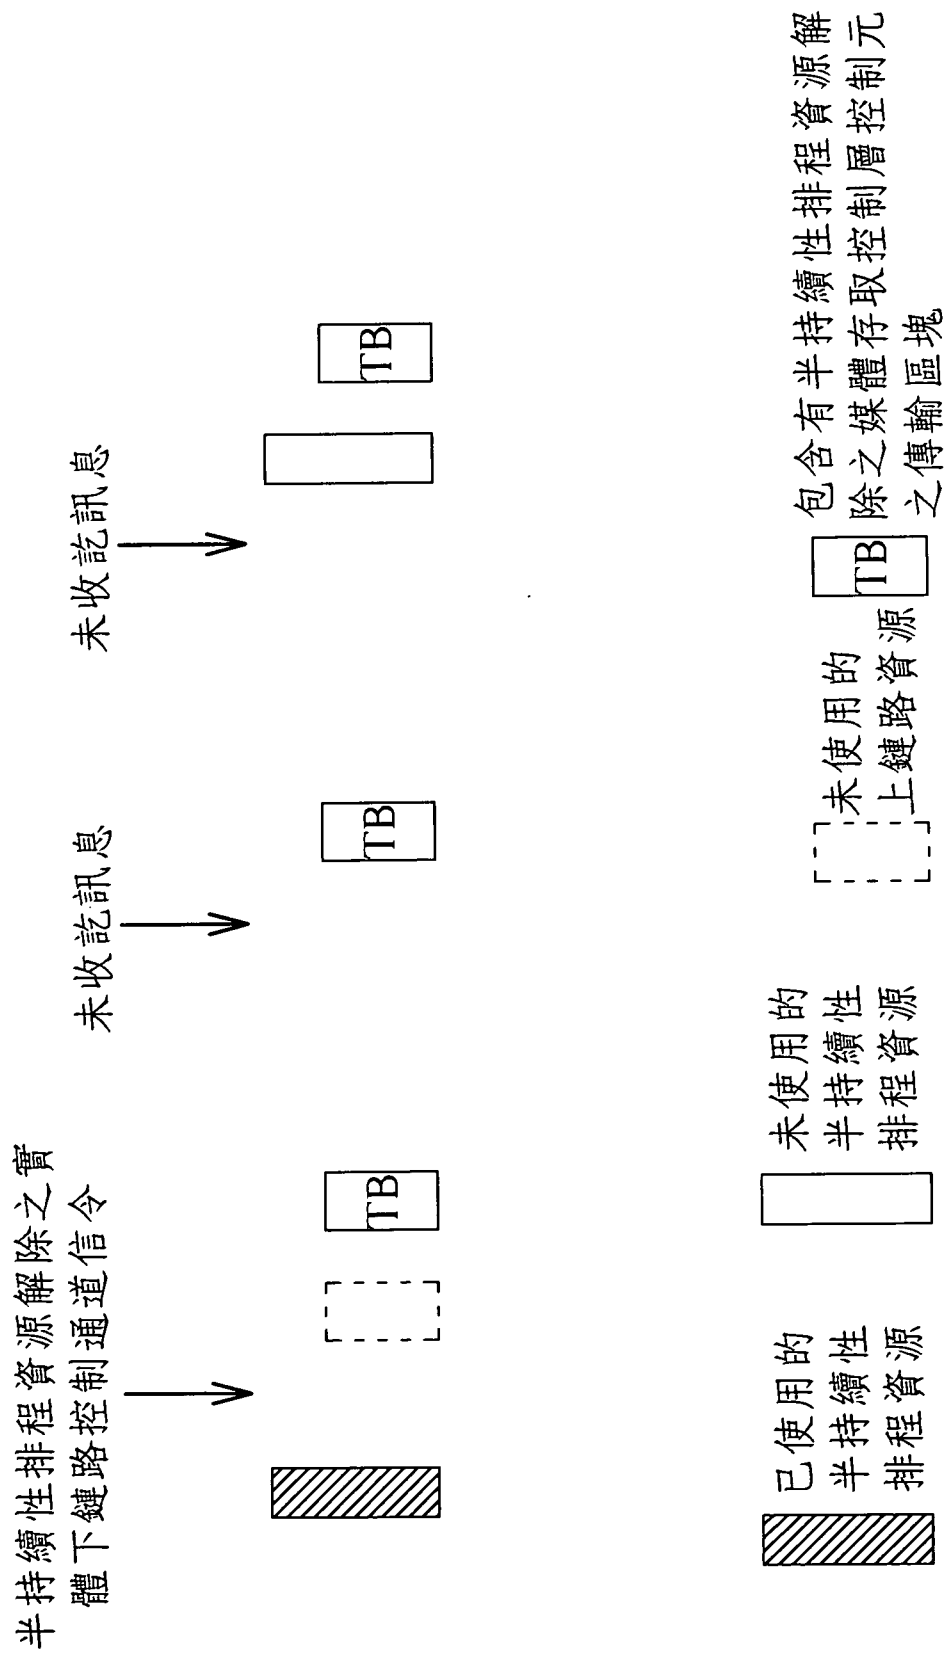 半持續性排程資源解除之實
體下鏈路控制通道信令
未收訖訊息
未收訖訊息
TB
TB
TB
已使用的
半持續性
排程資源
未使用的
半持續性
排程資源
未使用的
上鏈路資源
TB
包含有半持續性排程資源解
除之媒體存取控制層控制元
之傳輸區塊